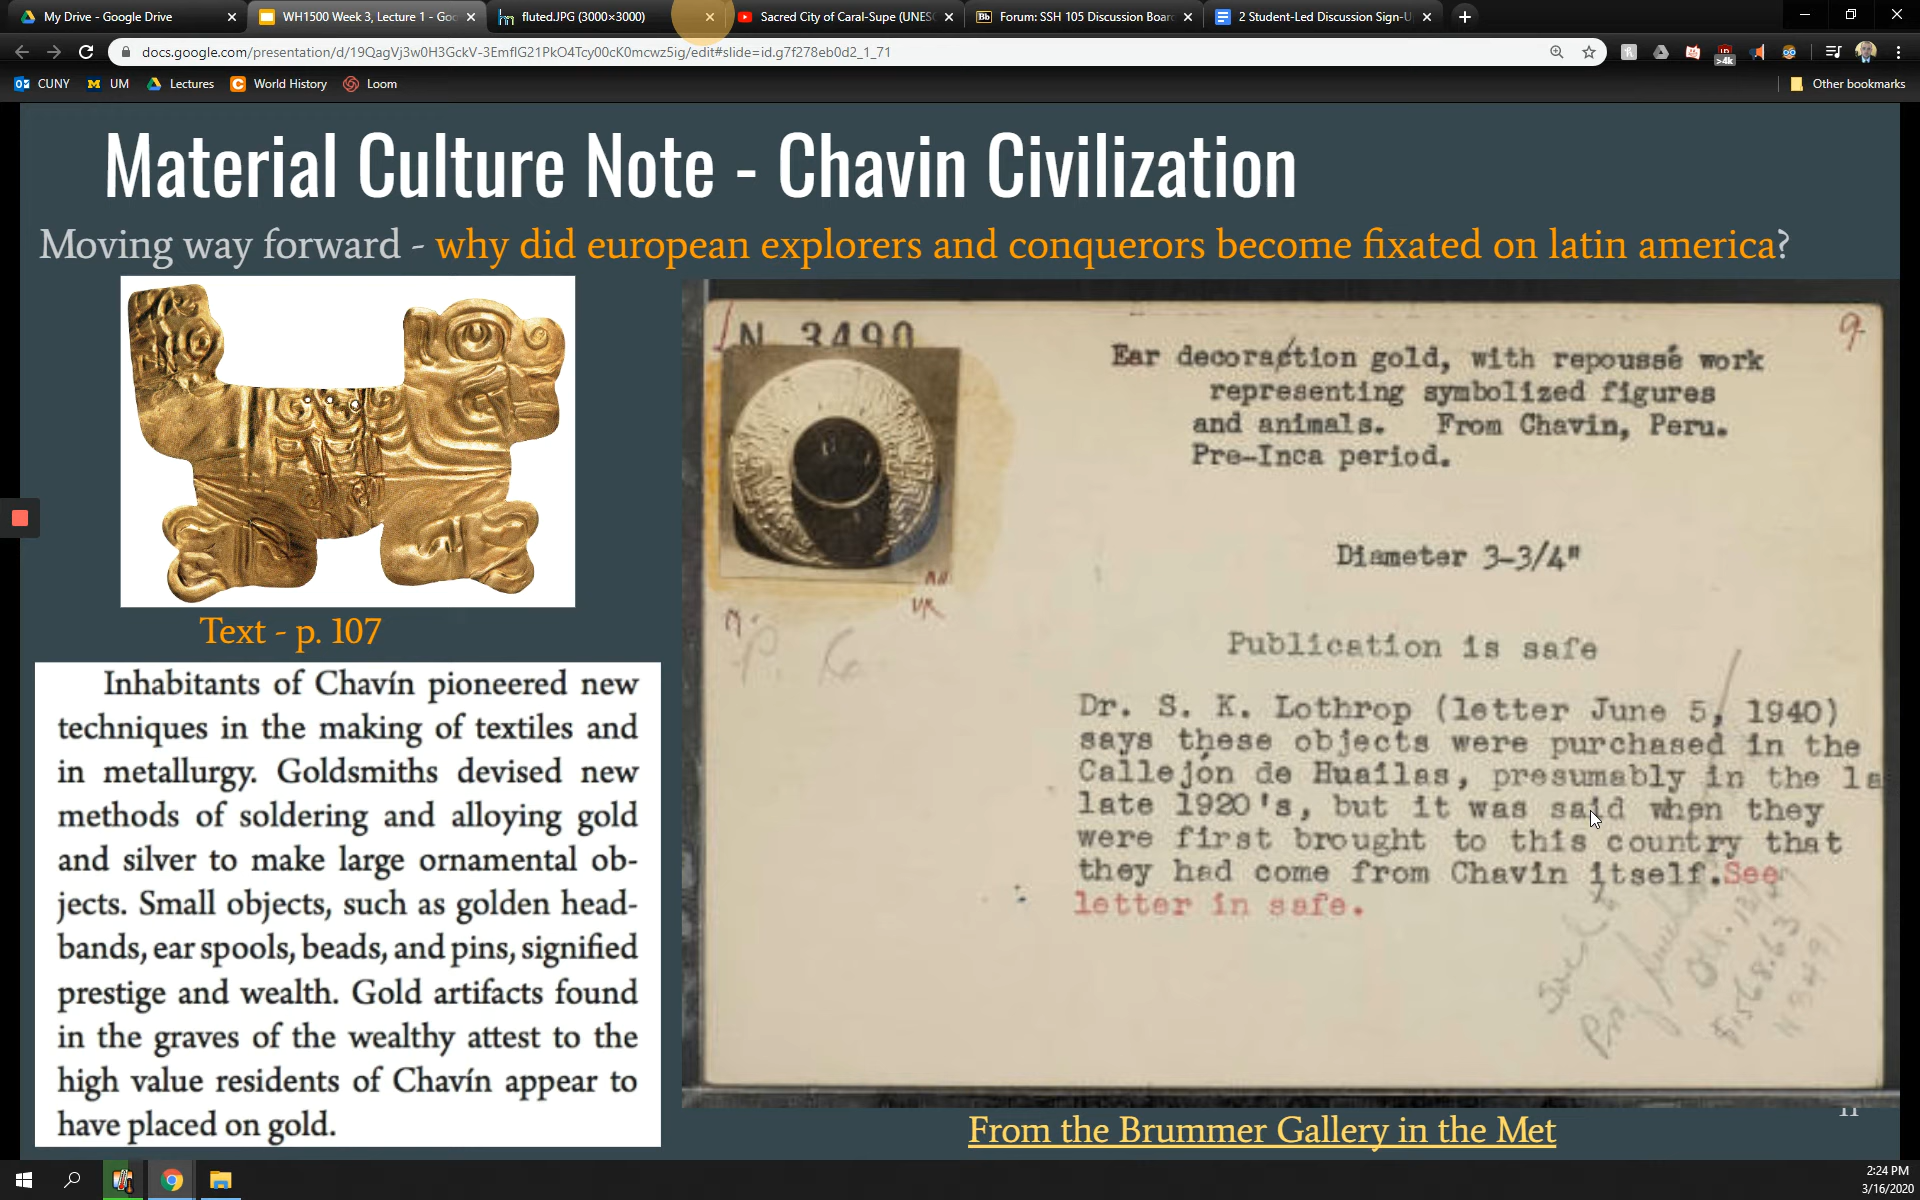 My Drive - Google Drive
WH1500 Week 3, Lecture 1 - Goo
fluted.JPG (3000×3000)
Sacred City of Caral-Supe (UNESC
Forum: SSH 105 Discussion Board
2 Student-Led Discussion Sign-U
docs.google.com/presentation/d/19QagVj3w0H3GckV-3EmflG21PkO4Tcy00cK0mcwz5ig/edit#slide=id.g7f278eb0d2_1_71
>4k
CUNY
UM
Lectures
World History
Loom
Other bookmarks
Material Culture Note - Chavin Civilization
Moving way forward - why did european explorers and conquerors become fixated on latin america?
Text - p. 107
Inhabitants of Chavín pioneered new
techniques in the making of textiles and
in metallurgy. Goldsmiths devised new
methods of soldering and alloying gold
and silver to make large ornamental ob-
jects. Small objects, such as golden head-
bands, ear spools, beads, and pins, signified
prestige and wealth. Gold artifacts found
in the graves of the wealthy attest to the
high value residents of Chavín appear to
have placed on gold.
N 3490
9
Ear decoraction gold, with repoussé work
representing symbolized figures
and animals. From Chavin, Peru.
Pre-Inca period.
Diameter 3-3/4"
Publication is safe
Dr. S. K. Lothrop (letter June 5, 1940)
says these objects were purchased in the
Callejón de Huailas, presumably in the la
late 1920's, but it was said when they
were first brought to this country that
they had come from Chavin itself. See
letter in safe.
N 3491
From the Brummer Gallery in the Met
11
2:24 PM
3/16/2020